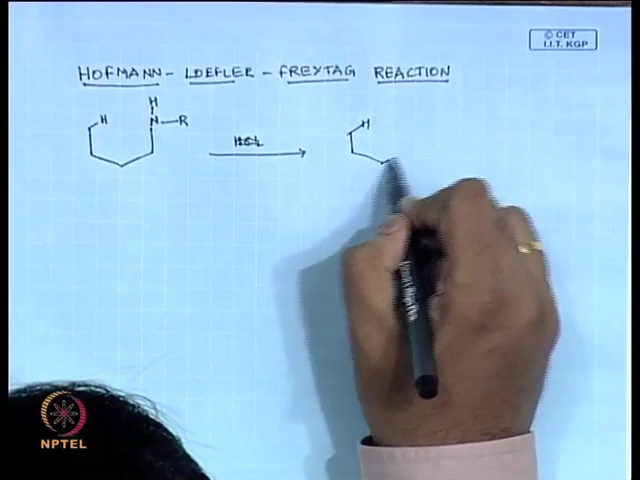 © CET
I.I.T. KGP
HOFMANN - LOEFLER - FREYTAG REACTION
H
H
N - R
H
NPTEL